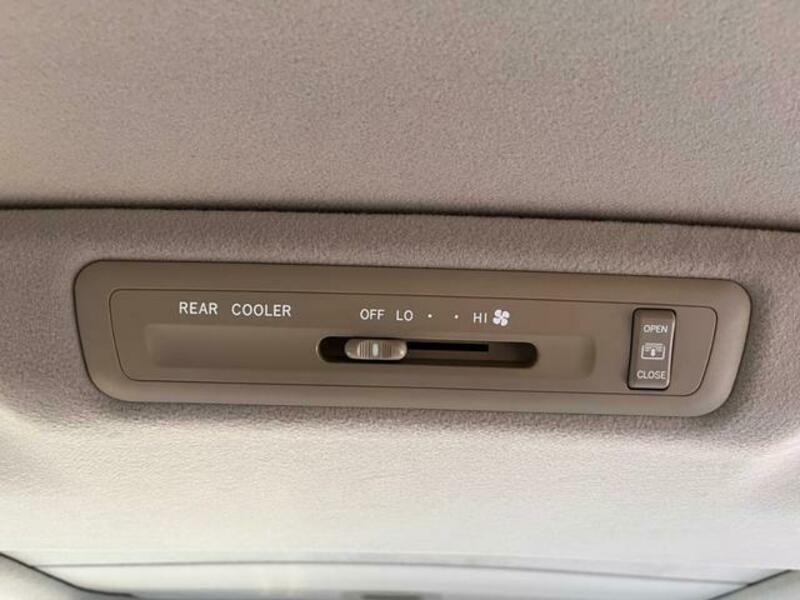 REAR COOLER
OFF LO · · HI
OPEN
CLOSE